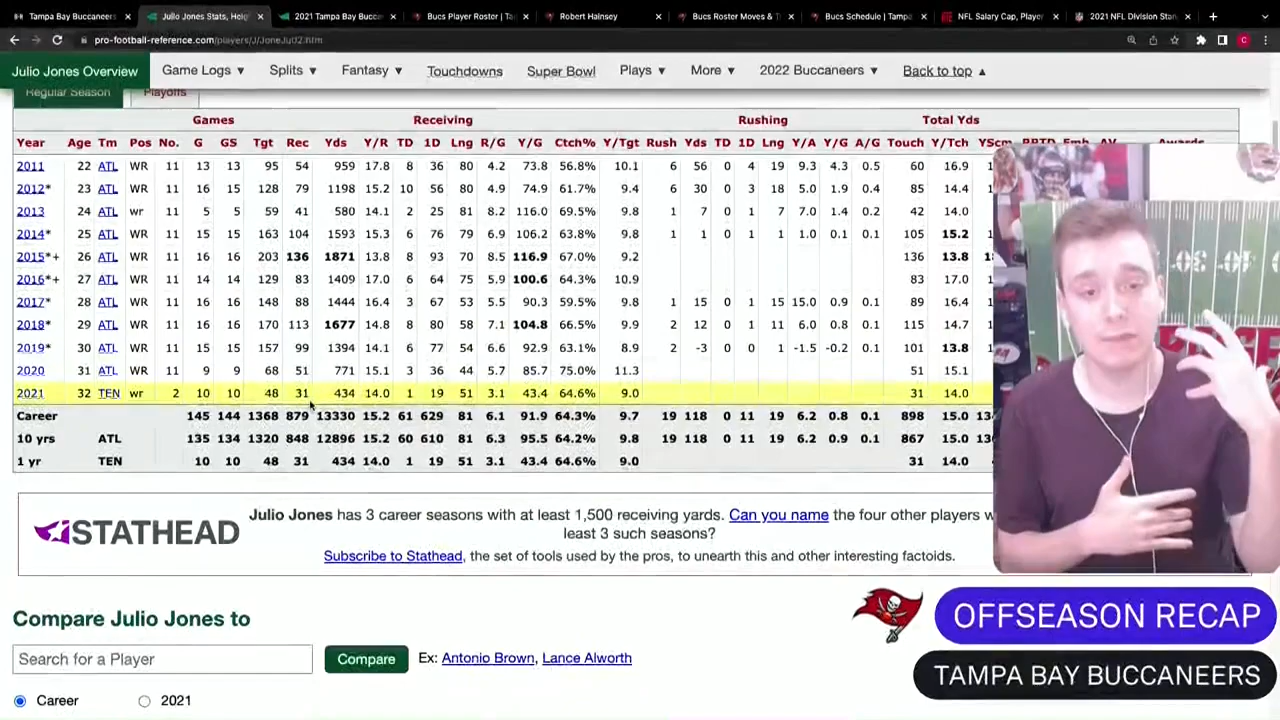 Tampa Bay Buccaneers
Julio Jones Stats, Heig
2021 Tampa Bay Bucca
Bucs Player Roster | Ta
Robert Hainsey
Bucs Roster Moves & T
Bucs Schedule | Tampa
NFL Salary Cap, Playe
2021 NFL Division Stan
pro-football-reference.com/players/J/JoneJu02.htm
Julio Jones Overview Game Logs ▼ Splits ▼ Fantasy ▼ Touchdowns Super Bowl Plays ▼ More ▼ 2022 Buccaneers ▼ Back to top ▲
Regular Season Playoffs
Games Receiving Rushing Total Yds
Year Age Tm Pos No. G GS Tgt Rec Yds Y/R TD 1D Lng R/G Y/G Ctch% Y/Tgt Rush Yds TD 1D Lng Y/A Y/G A/G Touch Y/Tch YScm RRTD Fmb AV Awards
2011 22 ATL WR 11 13 13 95 54 959 17.8 8 36 80 4.2 73.8 56.8% 10.1 6 56 0 4 19 9.3 4.3 0.5 60 16.9
2012* 23 ATL WR 11 16 15 128 79 1198 15.2 10 56 80 4.9 74.9 61.7% 9.4 6 30 0 3 18 5.0 1.9 0.4 85 14.4
2013 24 ATL wr 11 5 5 59 41 580 14.1 2 25 81 8.2 116.0 69.5% 9.8 1 7 0 0 7 7.0 1.4 0.2 42 14.0
2014* 25 ATL WR 11 15 15 163 104 1593 15.3 6 76 79 6.9 106.2 63.8% 9.8 1 1 0 0 1 1.0 0.1 0.1 105 15.2
2015*+ 26 ATL WR 11 16 16 203 136 1871 13.8 8 93 70 8.5 116.9 67.0% 9.2 136 13.8
2016*+ 27 ATL WR 11 14 14 129 83 1409 17.0 6 64 75 5.9 100.6 64.3% 10.9 83 17.0
2017* 28 ATL WR 11 16 16 148 88 1444 16.4 3 67 53 5.5 90.3 59.5% 9.8 1 15 0 1 15 15.0 0.9 0.1 89 16.4
2018* 29 ATL WR 11 16 16 170 113 1677 14.8 8 80 58 7.1 104.8 66.5% 9.9 2 12 0 1 11 6.0 0.8 0.1 115 14.7
2019* 30 ATL WR 11 15 15 157 99 1394 14.1 6 77 54 6.6 92.9 63.1% 8.9 2 -3 0 0 1 -1.5 -0.2 0.1 101 13.8
2020 31 ATL WR 11 9 9 68 51 771 15.1 3 36 44 5.7 85.7 75.0% 11.3 51 15.1
2021 32 TEN wr 2 10 10 48 31 434 14.0 1 19 51 3.1 43.4 64.6% 9.0 31 14.0
Career 145 144 1368 879 13330 15.2 61 629 81 6.1 91.9 64.3% 9.7 19 118 0 11 19 6.2 0.8 0.1 898 15.0
10 yrs ATL 135 134 1320 848 12896 15.2 60 610 81 6.3 95.5 64.2% 9.8 19 118 0 11 19 6.2 0.9 0.1 867 15.0
1 yr TEN 10 10 48 31 434 14.0 1 19 51 3.1 43.4 64.6% 9.0 31 14.0
STATHEAD
Julio Jones has 3 career seasons with at least 1,500 receiving yards. Can you name the four other players w
least 3 such seasons?
Subscribe to Stathead, the set of tools used by the pros, to unearth this and other interesting factoids.
OFFSEASON RECAP
TAMPA BAY BUCCANEERS
Compare Julio Jones to
Search for a Player Compare Ex: Antonio Brown, Lance Alworth
Career 2021